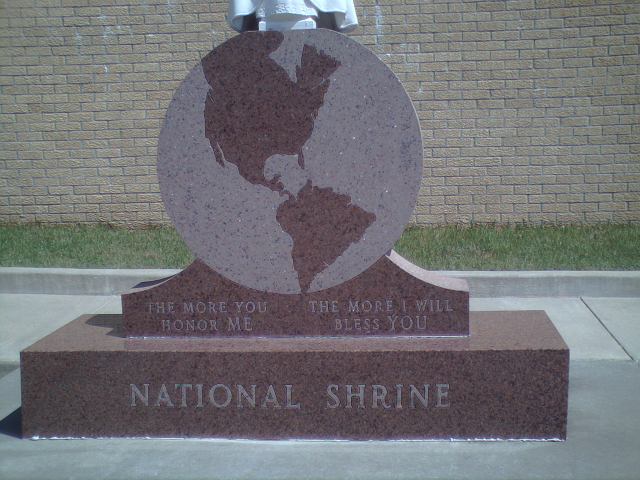 THE MORE YOU
HONOR ME
THE MORE I WILL
BLESS YOU
NATIONAL SHRINE